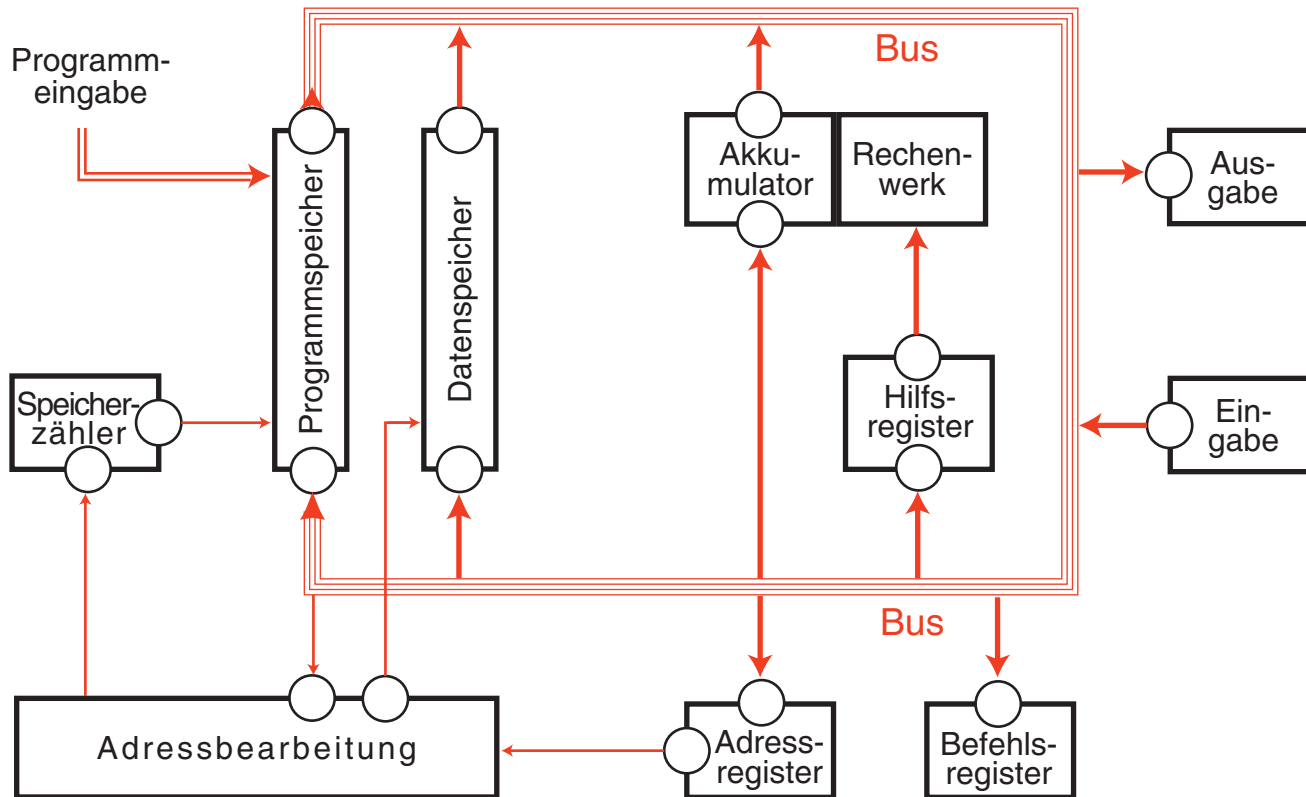 Bus
Programm-
eingabe
Programmspeicher
Datenspeicher
Akku-
mulator
Rechen-
werk
Aus-
gabe
Speicher-
zähler
Hilfs-
register
Ein-
gabe
Bus
Adressbearbeitung
Adress-
register
Befehls-
register